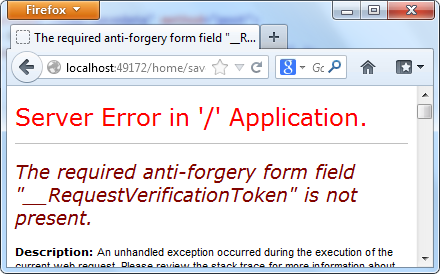 Firefox
The required anti-forgery form field "__R...
localhost:49172/home/sav
Server Error in '/' Application.
The required anti-forgery form field
"__RequestVerificationToken" is not
present.
Description: An unhandled exception occurred during the execution of the
current web request. Please review the stack trace for more information about